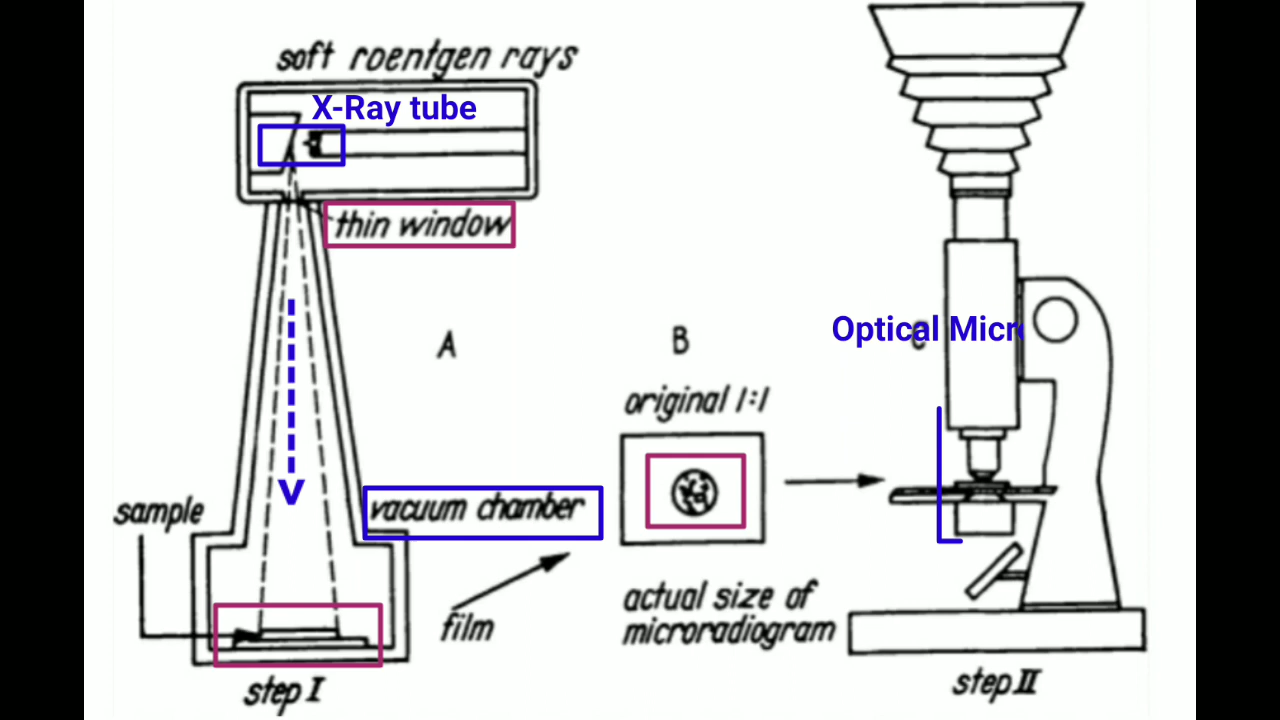 soft roentgen rays
X-Ray tube
thin window
A
B
Optical Micr
original 1:1
sample
vacuum chamber
film
actual size of
microradiogram
step I
step II